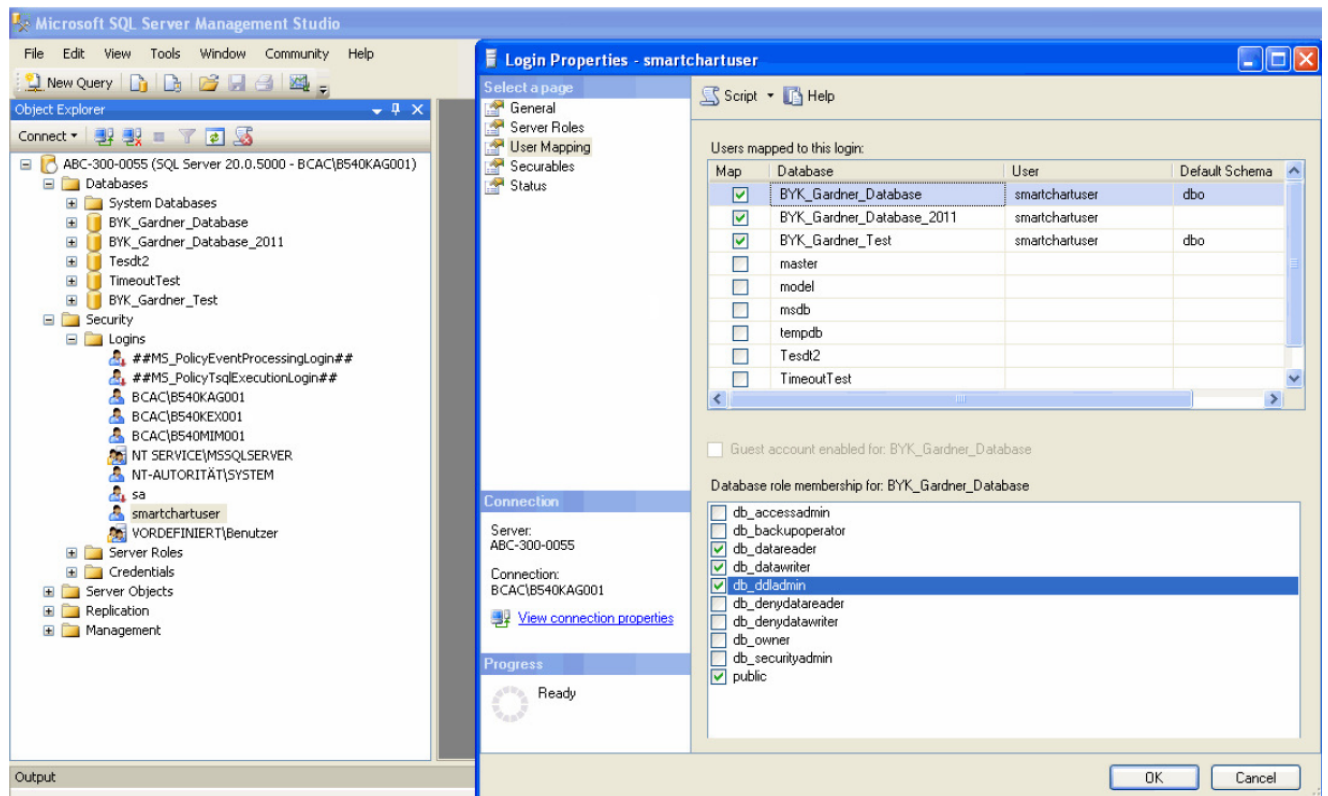 Microsoft SQL Server Management Studio
File Edit View Tools Window Community Help
New Query
Object Explorer
Connect
ABC-300-0055 (SQL Server 20.0.5000 - BCAC\B540KAG001)
Databases
System Databases
BYK_Gardner_Database
BYK_Gardner_Database_2011
Tesdt2
TimeoutTest
BYK_Gardner_Test
Security
Logins
##MS_PolicyEventProcessingLogin##
##MS_PolicyTsqlExecutionLogin##
BCAC\B540KAG001
BCAC\B540KEX001
BCAC\B540MIM001
NT SERVICE\MSSQLSERVER
NT-AUTORITÄT\SYSTEM
sa
smartchartuser
VORDEFINIERT\Benutzer
Server Roles
Credentials
Server Objects
Replication
Management
Output
Login Properties - smartchartuser
Select a page
General
Server Roles
User Mapping
Securables
Status
Connection
Server:
ABC-300-0055
Connection:
BCAC\B540KAG001
View connection properties
Progress
Ready
Script Help
Users mapped to this login:
Map Database User Default Schema
BYK_Gardner_Database smartchartuser dbo
BYK_Gardner_Database_2011 smartchartuser
BYK_Gardner_Test smartchartuser dbo
master
model
msdb
tempdb
Tesdt2
TimeoutTest
Guest account enabled for: BYK_Gardner_Database
Database role membership for: BYK_Gardner_Database
db_accessadmin
db_backupoperator
db_datareader
db_datawriter
db_ddladmin
db_denydatareader
db_denydatawriter
db_owner
db_securityadmin
public
OK Cancel